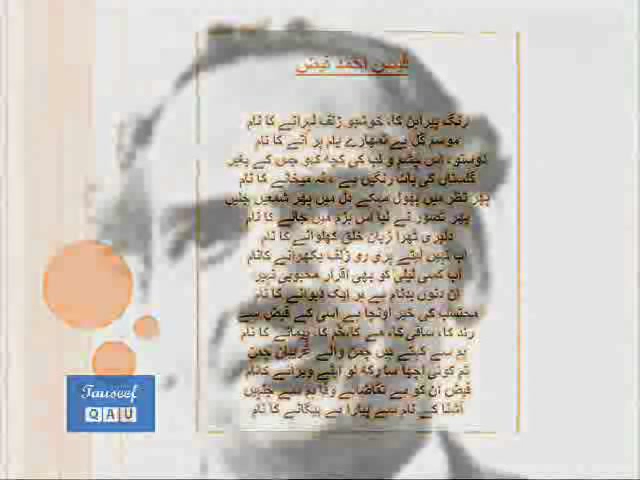 فیض احمد فیض
رنگ پیراہن کا، خوشبو زلف لہرانے کا نام
موسم گل ہے تمھارے بام پر آنے کا نام
دوستو، اس چشم و لب کی کچھ کہو جس کے بغیر
گلستاں کی بات رنگیں ہے ، نہ میخانے کا نام
پھر نظر میں پھول مہکے دل میں پھر شمعیں جلیں
پھر تصور نے لیا اس بزم میں جانے کا نام
دلبری ٹھرا زبان خلق کھلوانے کا نام
اب نہیں لیتے پری رو زلف بکھرانے کانام
اب کسی لیلی کو بھی اقرار محبوبی نہیں
ان دنوں بدنام ہے ہر ایک دیوانے کا نام
محتسب کی خیر اونچا ہے اسی کے فیض سے
رند کا، ساقی کا، مے کا،خم کا، پیمانے کا نام
ہم سے کہتے ہیں چمن والے غریبان چمن
تم کوئی اچھا سا رکھ لو اپنے ویرانے کانام
فیض ان کو ہے تقاضائے وفا ہم سے جنہیں
آشنا کے نام سے پیارا ہے بیگانے کا نام
Tauseef
QAU